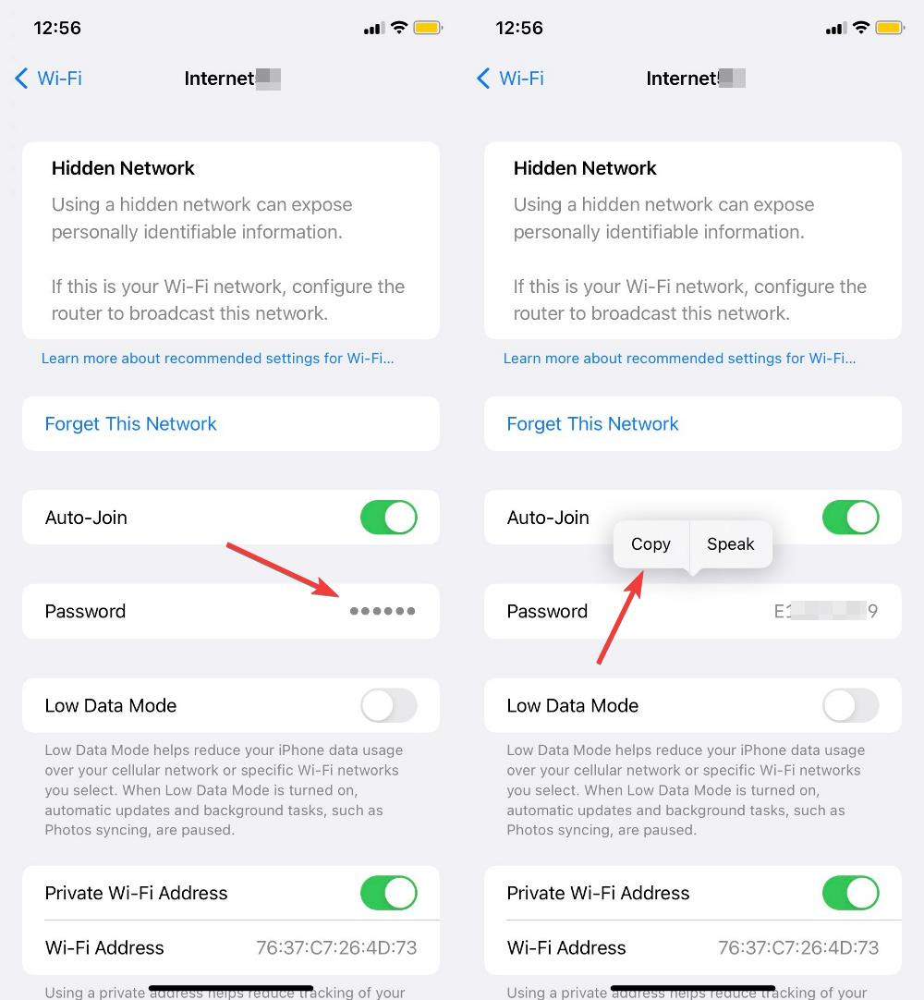 12:56
Wi-Fi
Internet
Hidden Network
Using a hidden network can expose
personally identifiable information.
If this is your Wi-Fi network, configure the
router to broadcast this network.
Learn more about recommended settings for Wi-Fi...
Forget This Network
Auto-Join
Password ••••••
Low Data Mode
Low Data Mode helps reduce your iPhone data usage
over your cellular network or specific Wi-Fi networks
you select. When Low Data Mode is turned on,
automatic updates and background tasks, such as
Photos syncing, are paused.
Private Wi-Fi Address
Wi-Fi Address 76:37:C7:26:4D:73
Using a private address helps reduce tracking of your
12:56
Wi-Fi
Internet
Hidden Network
Using a hidden network can expose
personally identifiable information.
If this is your Wi-Fi network, configure the
router to broadcast this network.
Learn more about recommended settings for Wi-Fi...
Forget This Network
Auto-Join
Copy Speak
Password
Low Data Mode
Low Data Mode helps reduce your iPhone data usage
over your cellular network or specific Wi-Fi networks
you select. When Low Data Mode is turned on,
automatic updates and background tasks, such as
Photos syncing, are paused.
Private Wi-Fi Address
Wi-Fi Address 76:37:C7:26:4D:73
Using a private address helps reduce tracking of your